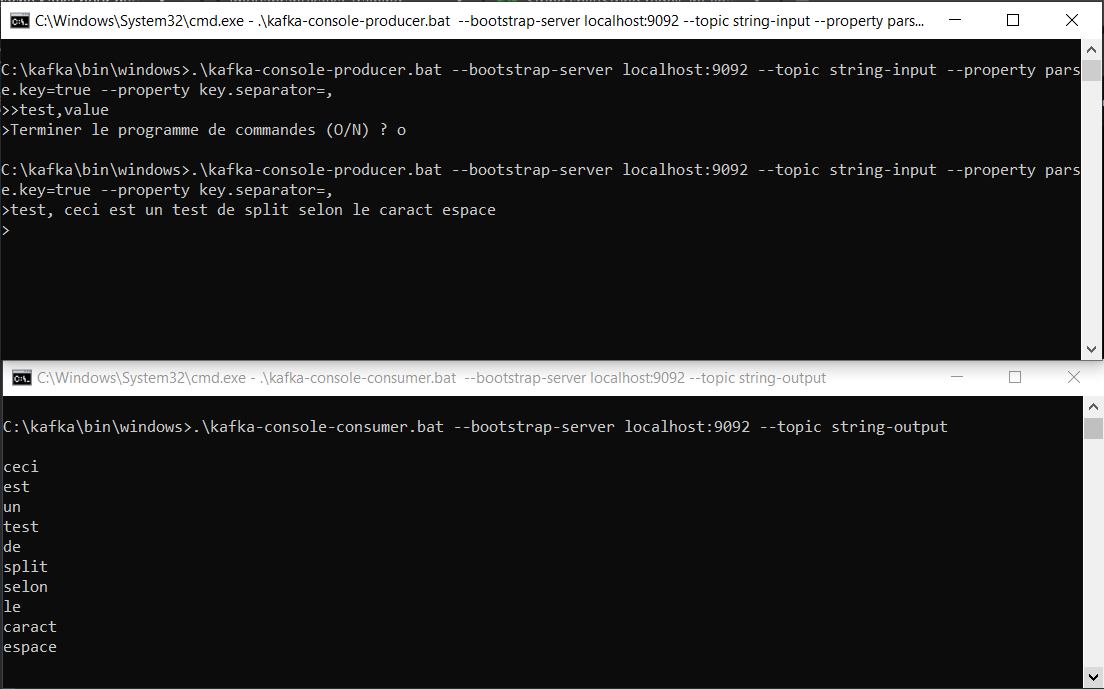 C:\Windows\System32\cmd.exe - .\kafka-console-producer.bat --bootstrap-server localhost:9092 --topic string-input --property pars...
C:\kafka\bin\windows>.\kafka-console-producer.bat --bootstrap-server localhost:9092 --topic string-input --property pars
e.key=true --property key.separator=,
>>test,value
>Terminer le programme de commandes (O/N) ? o
C:\kafka\bin\windows>.\kafka-console-producer.bat --bootstrap-server localhost:9092 --topic string-input --property pars
e.key=true --property key.separator=,
>test, ceci est un test de split selon le caract espace
>
C:\Windows\System32\cmd.exe - .\kafka-console-consumer.bat --bootstrap-server localhost:9092 --topic string-output
C:\kafka\bin\windows>.\kafka-console-consumer.bat --bootstrap-server localhost:9092 --topic string-output
ceci
est
un
test
de
split
selon
le
caract
espace